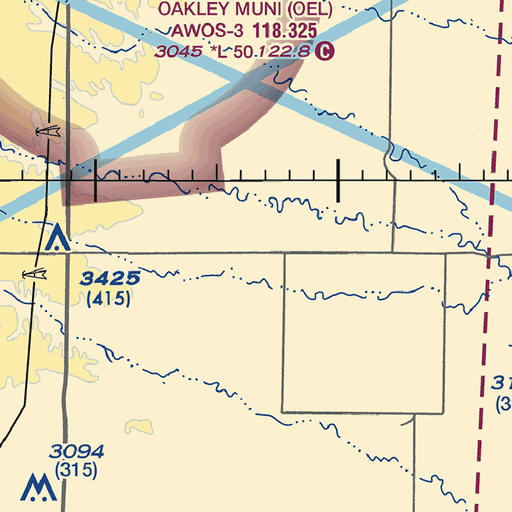 OAKLEY MUNI (OEL)
AWOS-3 118.325
3045 *L 50 122.8 C
3425
(415)
3094
(315)